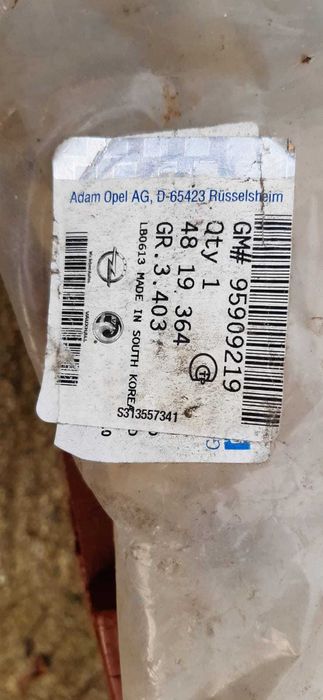 Adam Opel AG, D-65423 Rüsselsheim
GM# 95909219
Qty 1
48 19 364
GR.3.403
LB0613 MADE IN SOUTH KOREA
S313557341
VAUXHALL